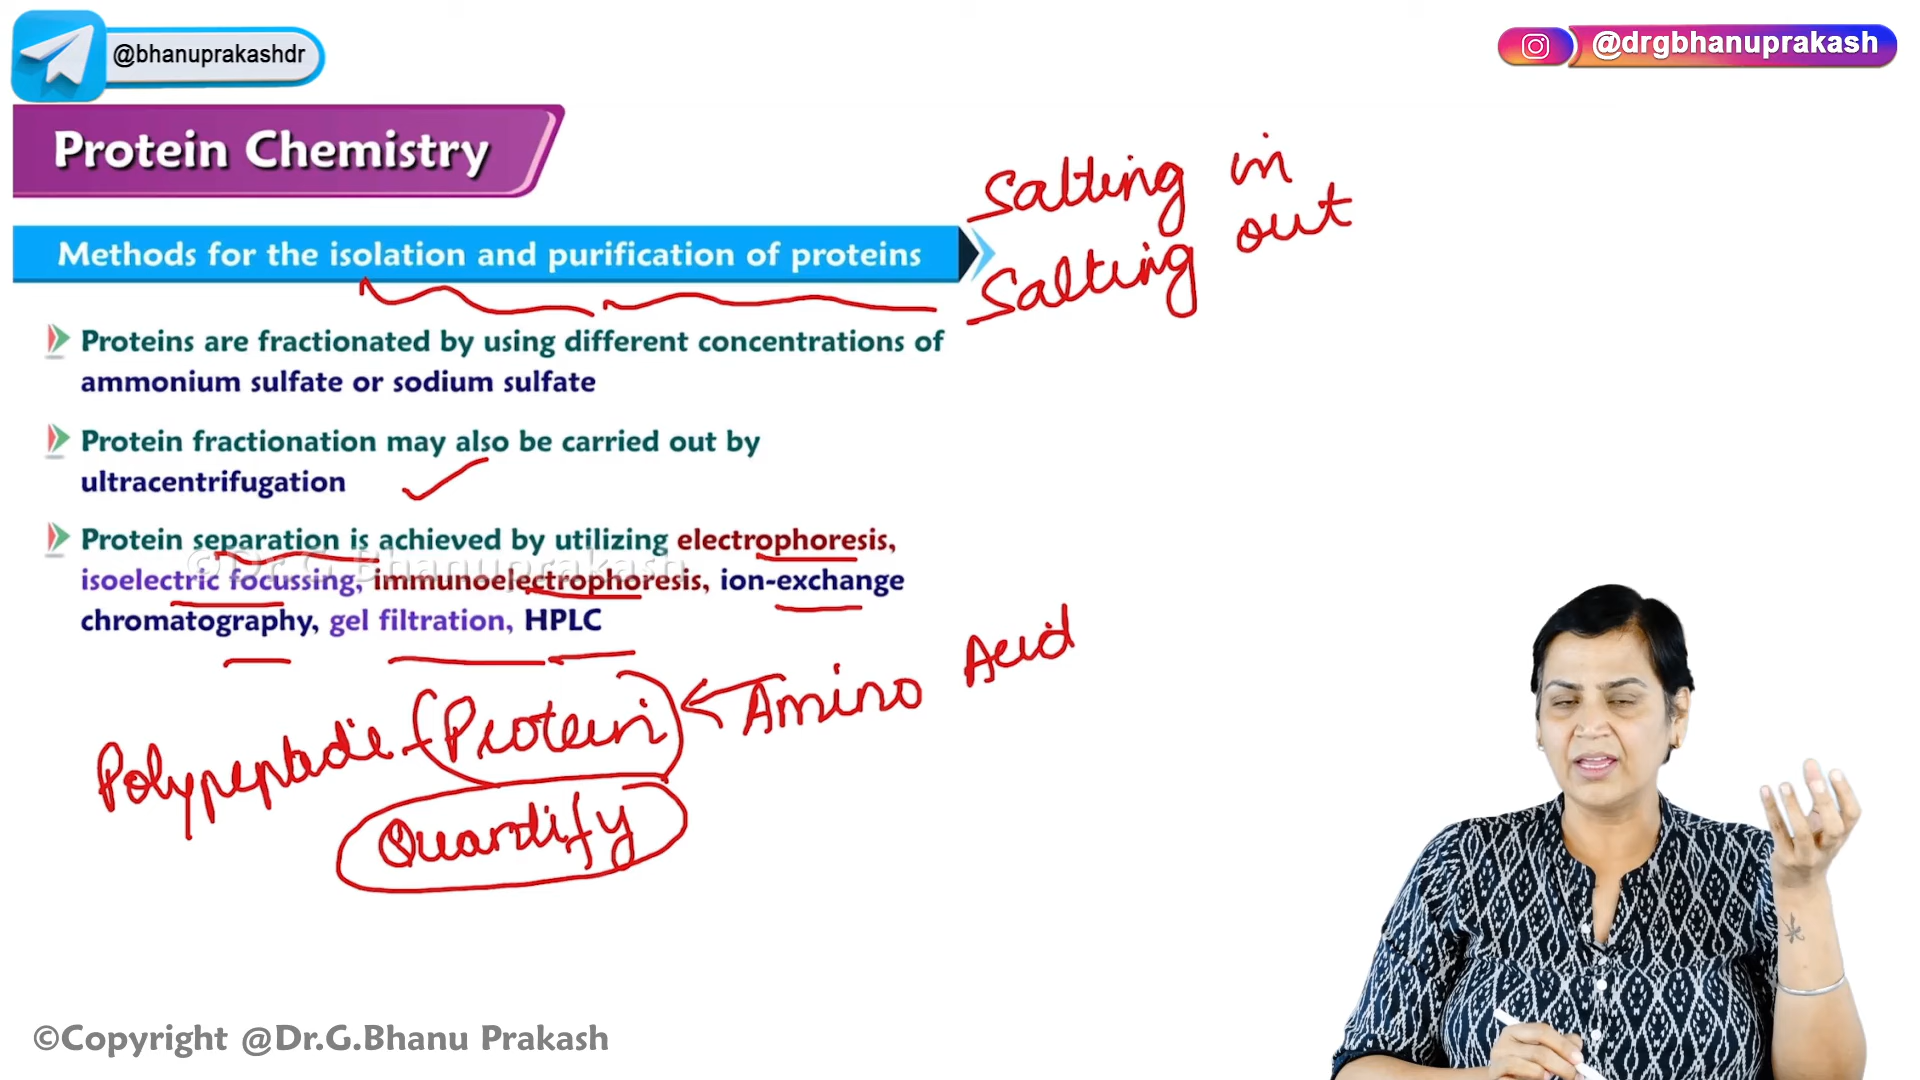 @bhanuprakashdr
@drgbhanuprakash
Protein Chemistry
Salting in
Salting out
Methods for the isolation and purification of proteins
Proteins are fractionated by using different concentrations of
ammonium sulfate or sodium sulfate
Protein fractionation may also be carried out by
ultracentrifugation
Protein separation is achieved by utilizing electrophoresis,
©Dr.G.Bhanuprakash
isoelectric focussing, immunoelectrophoresis, ion-exchange
chromatography, gel filtration, HPLC
Polypeptide - Protein ← Amino Acid
Quantify
©Copyright @Dr.G.Bhanu Prakash